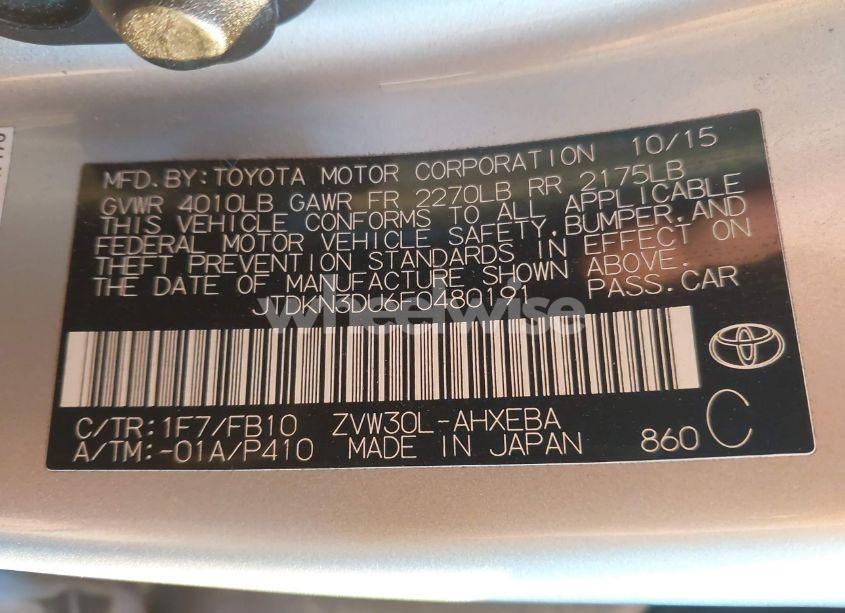 MFD.BY:TOYOTA MOTOR CORPORATION 10/15
GVWR 4010LB GAWR FR 2270LB RR 2175LB
THIS VEHICLE CONFORMS TO ALL APPLICABLE
FEDERAL MOTOR VEHICLE SAFETY,BUMPER,AND
THEFT PREVENTION STANDARDS IN EFFECT ON
THE DATE OF MANUFACTURE SHOWN ABOVE.
JTDKN3DU6F0480191 PASS.CAR
wheelwise
C/TR:1F7/FB10 ZVW30L-AHXEBA
A/TM:-01A/P410 MADE IN JAPAN 860 C